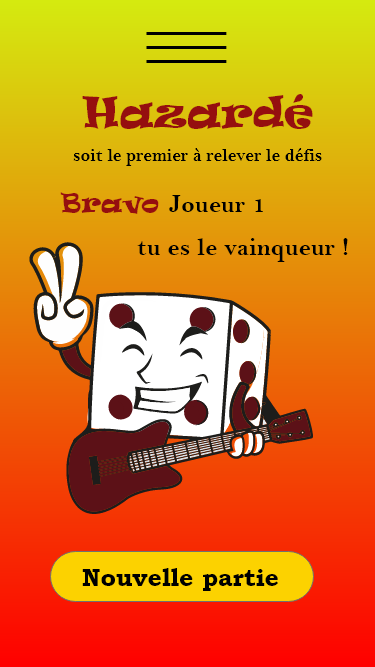 Hazardé
soit le premier à relever le défis
Bravo Joueur 1
tu es le vainqueur !
Nouvelle partie